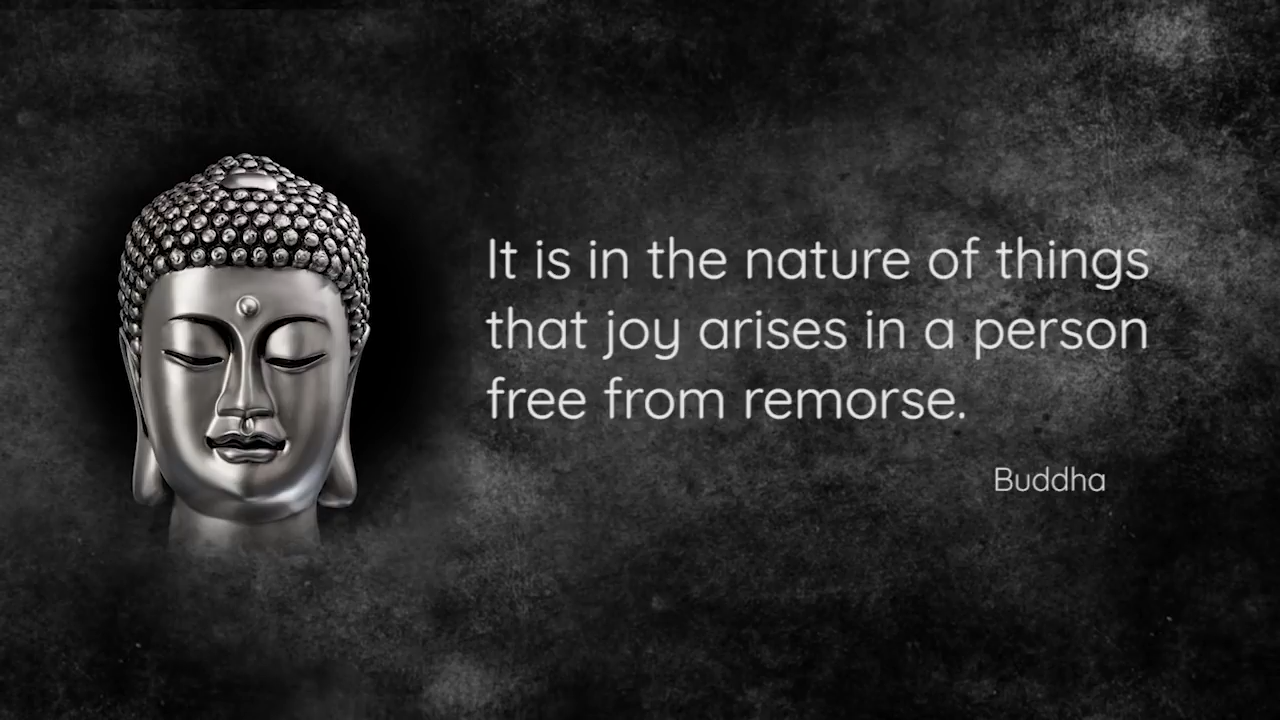 It is in the nature of things
that joy arises in a person
free from remorse.
Buddha